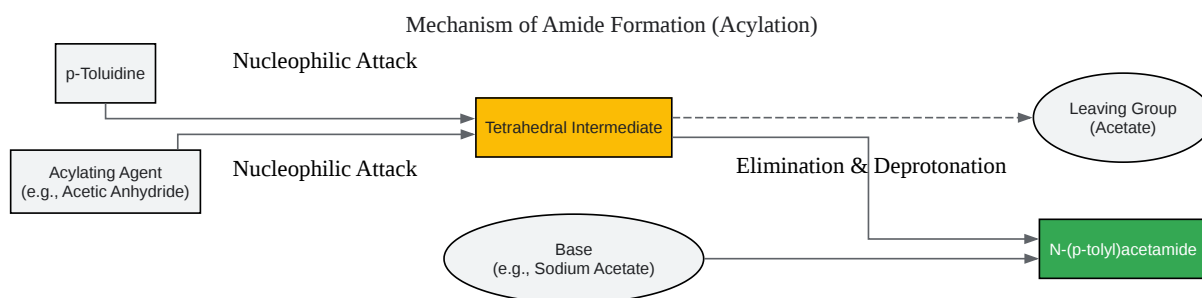 Mechanism of Amide Formation (Acylation)
p-Toluidine
Nucleophilic Attack
Acylating Agent
(e.g., Acetic Anhydride)
Nucleophilic Attack
Tetrahedral Intermediate
Leaving Group
(Acetate)
Elimination & Deprotonation
Base
(e.g., Sodium Acetate)
N-(p-tolyl)acetamide